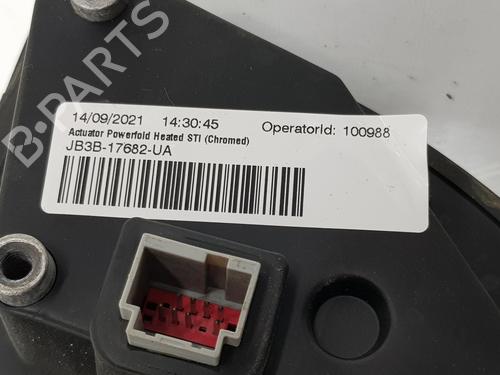 B-PARTS
14/09/2021 14:30:45 OperatorId: 100988
Actuator Powerfold Heated STI (Chromed)
JB3B-17682-UA